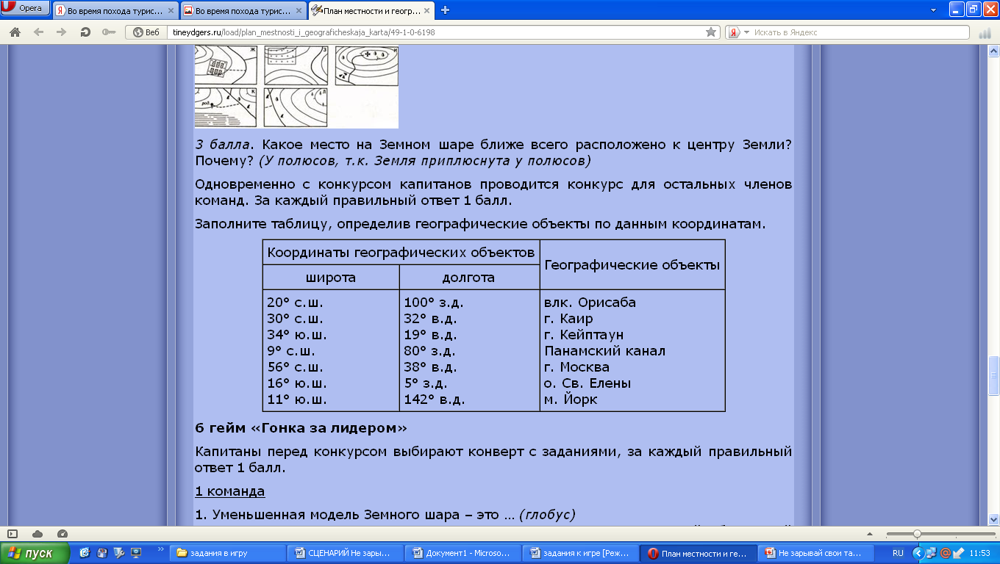 Opera
Во время похода турис...
Во время похода турис...
План местности и геогр...
Веб
tineydgers.ru/load/plan_mestnosti_i_geograficheskaja_karta/49-1-0-6198
Искать в Яндекс
Ж
З
И
К
Л
род
3 балла. Какое место на Земном шаре ближе всего расположено к центру Земли?
Почему? (У полюсов, т.к. Земля приплюснута у полюсов)
Одновременно с конкурсом капитанов проводится конкурс для остальных членов
команд. За каждый правильный ответ 1 балл.
Заполните таблицу, определив географические объекты по данным координатам.
Координаты географических объектов
Географические объекты
широта
долгота
20° с.ш. 100° з.д. влк. Орисаба
30° с.ш. 32° в.д. г. Каир
34° ю.ш. 19° в.д. г. Кейптаун
9° с.ш. 80° з.д. Панамский канал
56° с.ш. 38° в.д. г. Москва
16° ю.ш. 5° з.д. о. Св. Елены
11° ю.ш. 142° в.д. м. Йорк
6 гейм «Гонка за лидером»
Капитаны перед конкурсом выбирают конверт с заданиями, за каждый правильный
ответ 1 балл.
1 команда
1. Уменьшенная модель Земного шара – это ... (глобус)
пуск
задания в игру
СЦЕНАРИЙ Не зары...
Документ1 - Microso...
задания к игре [Реж...
План местности и ге...
Не зарывай свои та...
RU
11:53